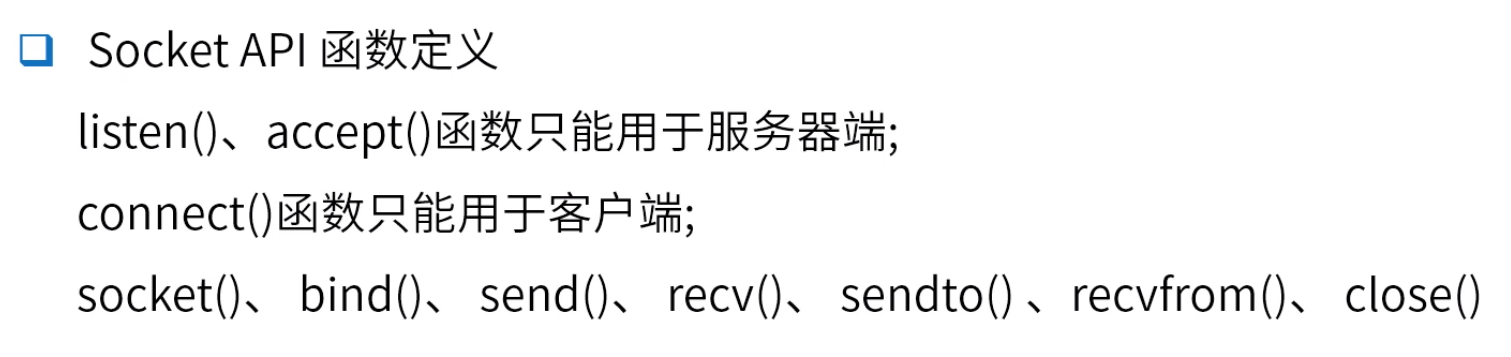 Socket API 函数定义
listen()、accept()函数只能用于服务器端;
connect()函数只能用于客户端;
socket()、 bind()、 send()、 recv()、 sendto() 、recvfrom()、 close()